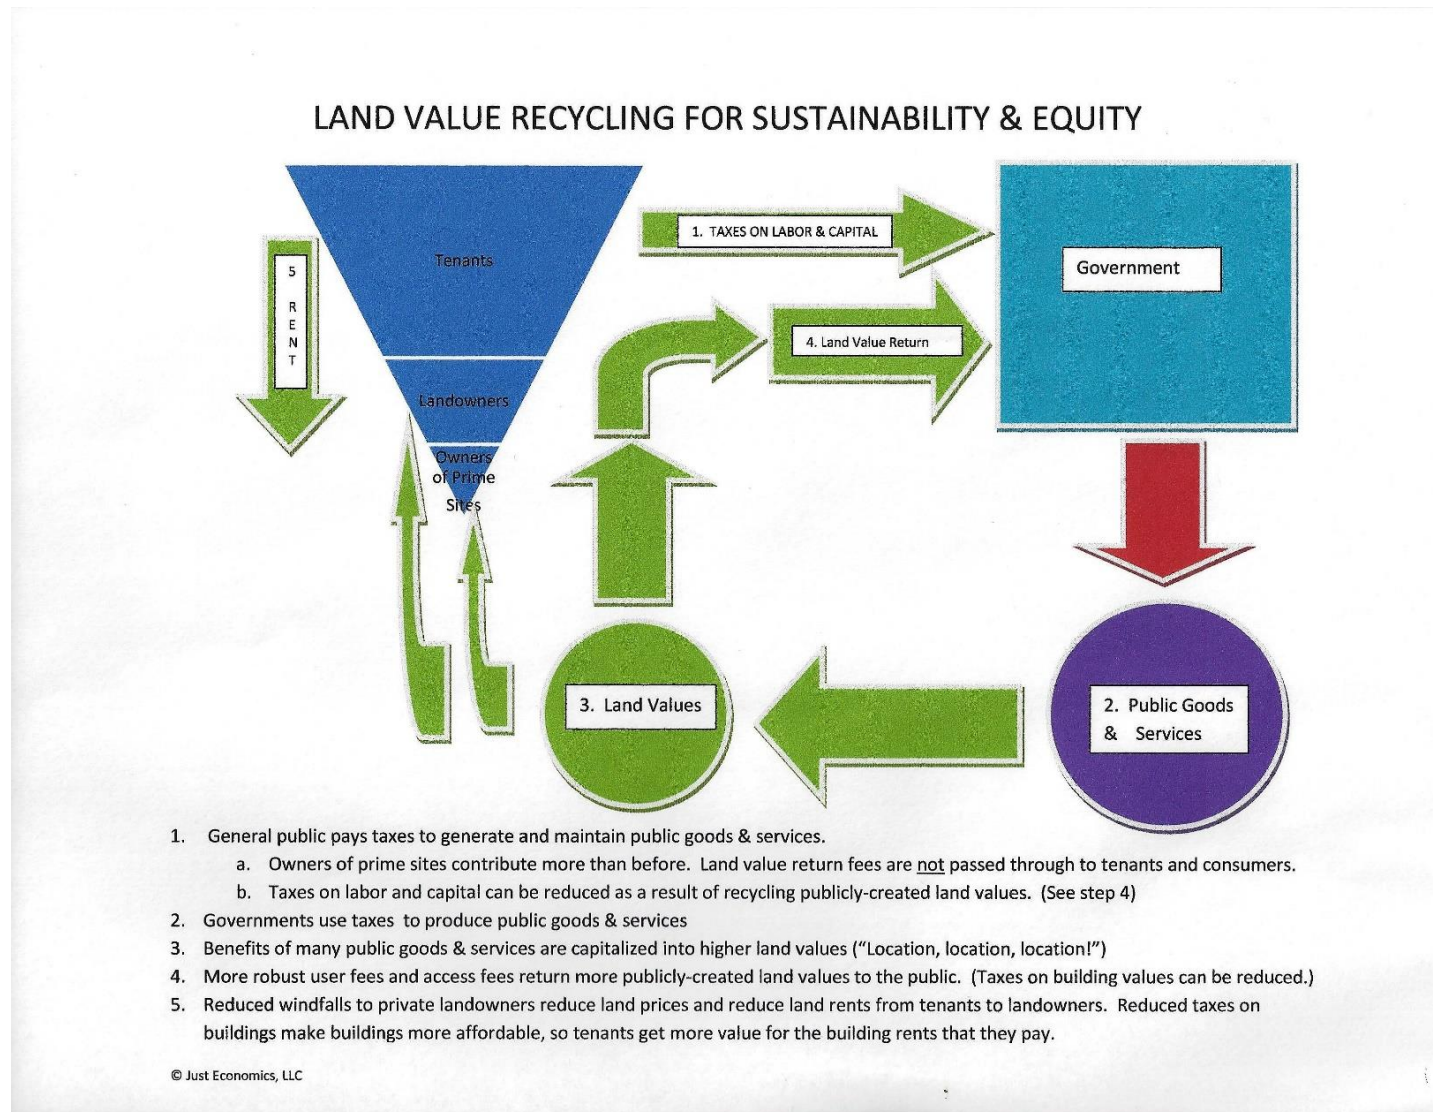 LAND VALUE RECYCLING FOR SUSTAINABILITY & EQUITY
5
R
E
N
T
Tenants
Landowners
Owners
of Prime
Sites
1. TAXES ON LABOR & CAPITAL
4. Land Value Return
Government
3. Land Values
2. Public Goods
& Services
1. General public pays taxes to generate and maintain public goods & services.
a. Owners of prime sites contribute more than before. Land value return fees are not passed through to tenants and consumers.
b. Taxes on labor and capital can be reduced as a result of recycling publicly-created land values. (See step 4)
2. Governments use taxes to produce public goods & services
3. Benefits of many public goods & services are capitalized into higher land values ("Location, location, location!")
4. More robust user fees and access fees return more publicly-created land values to the public. (Taxes on building values can be reduced.)
5. Reduced windfalls to private landowners reduce land prices and reduce land rents from tenants to landowners. Reduced taxes on
buildings make buildings more affordable, so tenants get more value for the building rents that they pay.
© Just Economics, LLC